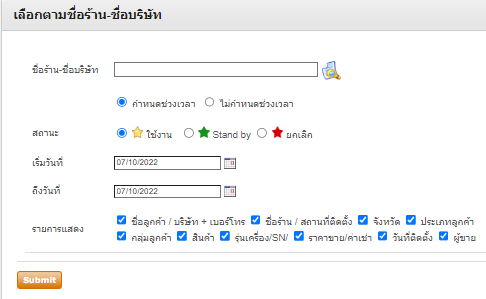 เลือกตามชื่อร้าน-ชื่อบริษัท
ชื่อร้าน-ชื่อบริษัท
กำหนดช่วงเวลา ไม่กำหนดช่วงเวลา
สถานะ ใช้งาน Stand by ยกเลิก
เริ่มวันที่ 07/10/2022
ถึงวันที่ 07/10/2022
รายการแสดง ชื่อลูกค้า / บริษัท + เบอร์โทร ชื่อร้าน / สถานที่ติดตั้ง จังหวัด ประเภทลูกค้า
กลุ่มลูกค้า สินค้า รุ่นเครื่อง/SN/ ราคาขาย/ค่าเช่า วันที่ติดตั้ง ผู้ขาย
Submit